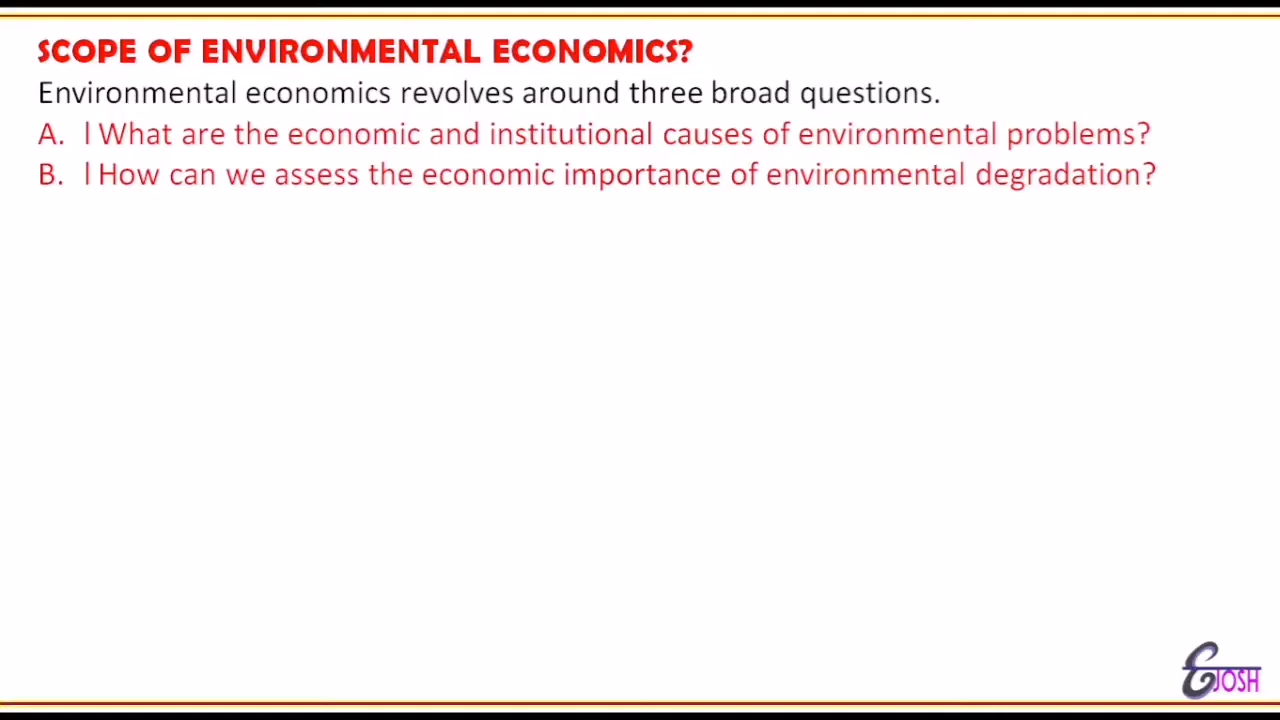 SCOPE OF ENVIRONMENTAL ECONOMICS?
Environmental economics revolves around three broad questions.
A. l What are the economic and institutional causes of environmental problems?
B. l How can we assess the economic importance of environmental degradation?
EJOSH